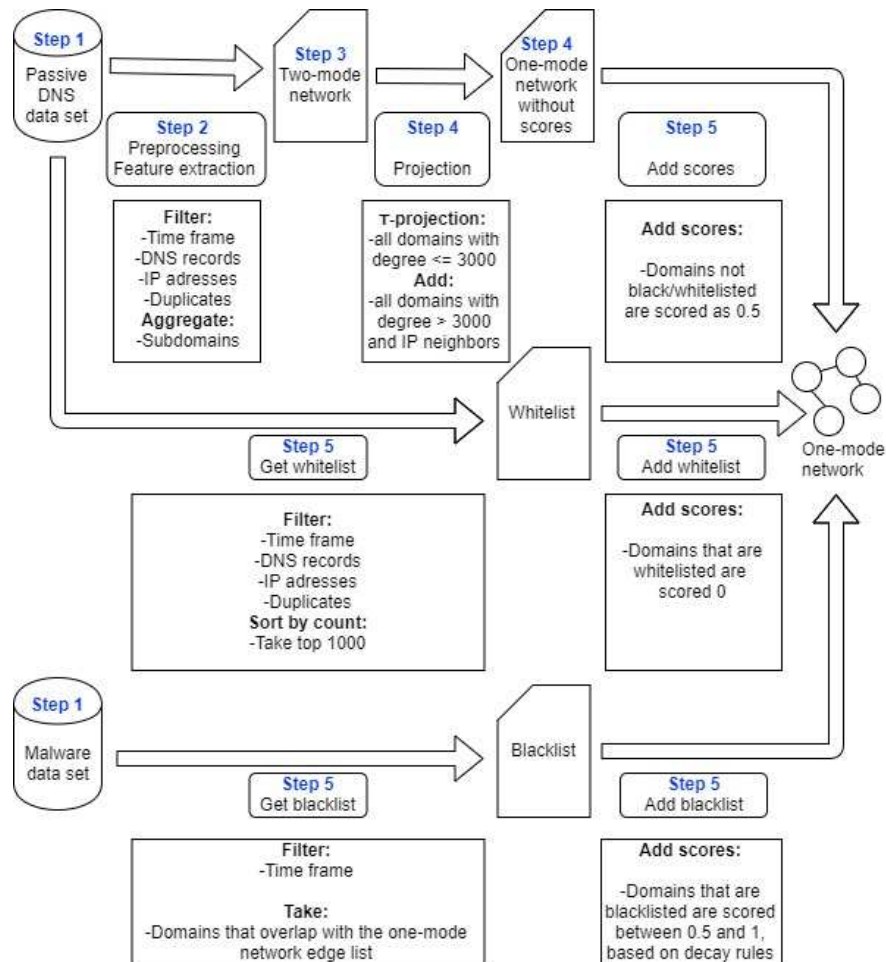 Step 1
Passive
DNS
data set
Step 2
Preprocessing
Feature extraction
Filter:
-Time frame
-DNS records
-IP adresses
-Duplicates
Aggregate:
-Subdomains
Step 3
Two-mode
network
Step 4
Projection
τ-projection:
-all domains with
degree <= 3000
Add:
-all domains with
degree > 3000
and IP neighbors
Step 4
One-mode
network
without
scores
Step 5
Add scores
Add scores:
-Domains not
black/whitelisted
are scored as 0.5
Step 5
Get whitelist
Filter:
-Time frame
-DNS records
-IP adresses
-Duplicates
Sort by count:
-Take top 1000
Whitelist
Step 5
Add whitelist
Add scores:
-Domains that are
whitelisted are
scored 0
One-mode
network
Step 1
Malware
data set
Step 5
Get blacklist
Filter:
-Time frame
Take:
-Domains that overlap with the one-mode
network edge list
Blacklist
Step 5
Add blacklist
Add scores:
-Domains that are
blacklisted are scored
between 0.5 and 1,
based on decay rules